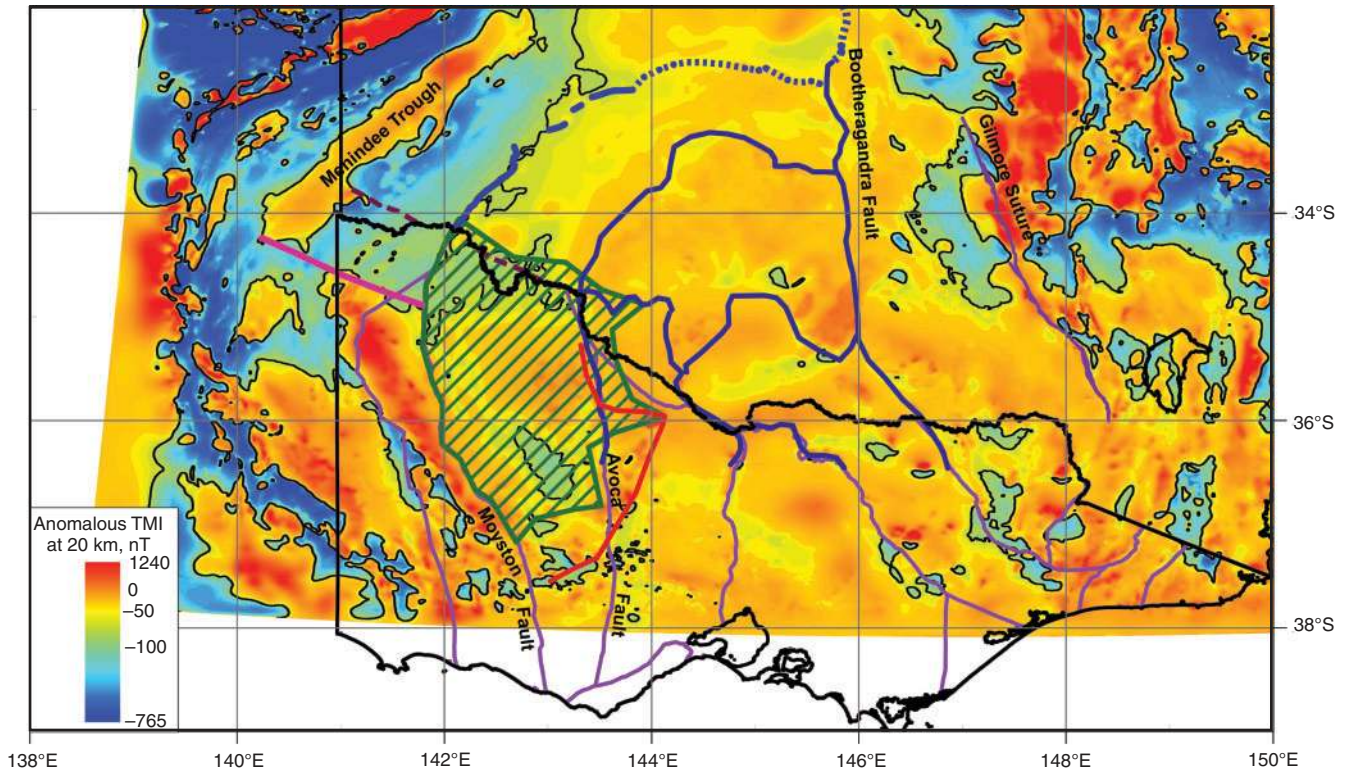 Menindee Trough
Bootheragandra Fault
Gilmore Suture
34°S
36°S
Avoca
Fault
Moyston
Fault
38°S
Anomalous TMI
at 20 km, nT
1240
0
−50
−100
−765
138°E
140°E
142°E
144°E
146°E
148°E
150°E